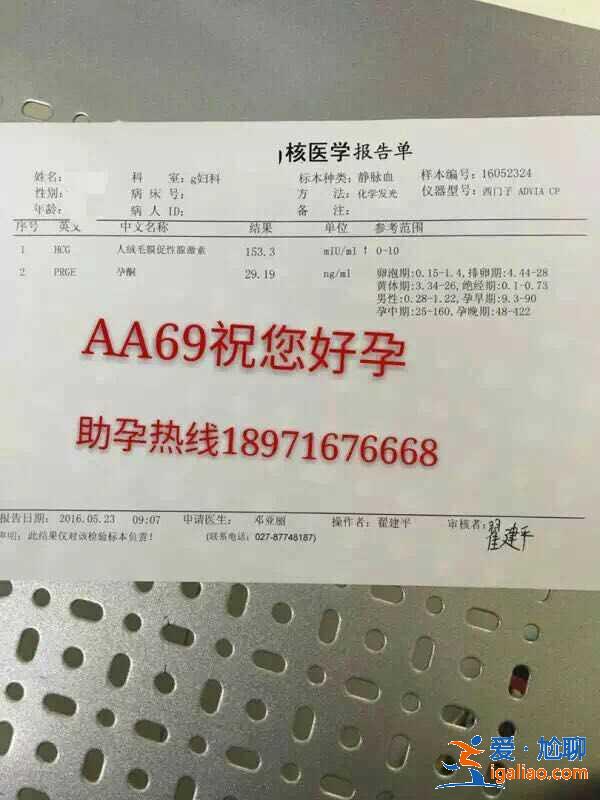 核医学报告单
姓名: 科 室:g妇科 标本种类:静脉血 样本编号:16052324
性别: 病 床 号: 方 法:化学发光 仪器型号:西门子 ADVIA CP
年龄: 病 人 ID: 备 注:
序号 英文 中文名称 结果 单位 参考范围
1 HCG 人绒毛膜促性腺激素 153.3 mIU/ml ↑ 0-10
2 PRGE 孕酮 29.19 ng/ml 卵泡期:0.15-1.4,排卵期:4.44-28
黄体期:3.34-26,绝经期:0.1-0.73
男性:0.28-1.22,孕早期:9.3-90
孕中期:25-160,孕晚期:48-422
AA69祝您好孕
助孕热线18971676668
报告日期: 2016.05.23 09:07 申请医生: 邓亚丽 操作者:翟建平 审核者:翟建平
声明:此结果仅对该检验标本负责! (联系电话:027-87748187)
爱·尬聊
igaliao.com